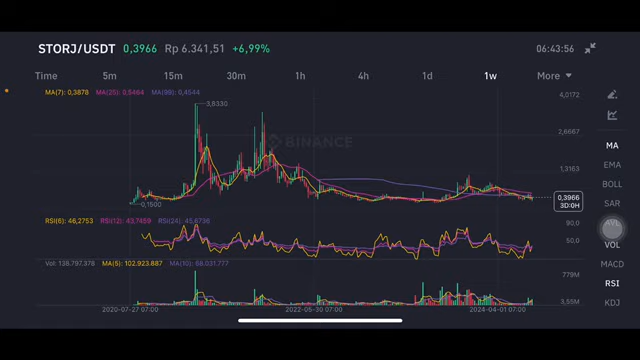 STORJ/USDT 0,3966 Rp 6.341,51 +6,99% 06:43:56
Time 5m 15m 30m 1h 4h 1d 1w More
MA(7): 0,3878 MA(25): 0,5464 MA(99): 0,4544
4,0172
3,8330
2,6667
BINANCE
MA
EMA
1,3163
BOLL
0,3966
3D:0H
0,1500
SAR
RSI(6): 46,2753 RSI(12): 43,7459 RSI(24): 45,6736
90,0
50,0
VOL
Vol: 138.797.378 MA(5): 102.923.887 MA(10): 68.031.777
MACD
779M
RSI
3,56M
KDJ
2020-07-27 07:00 2022-05-30 07:00 2024-04-01 07:00